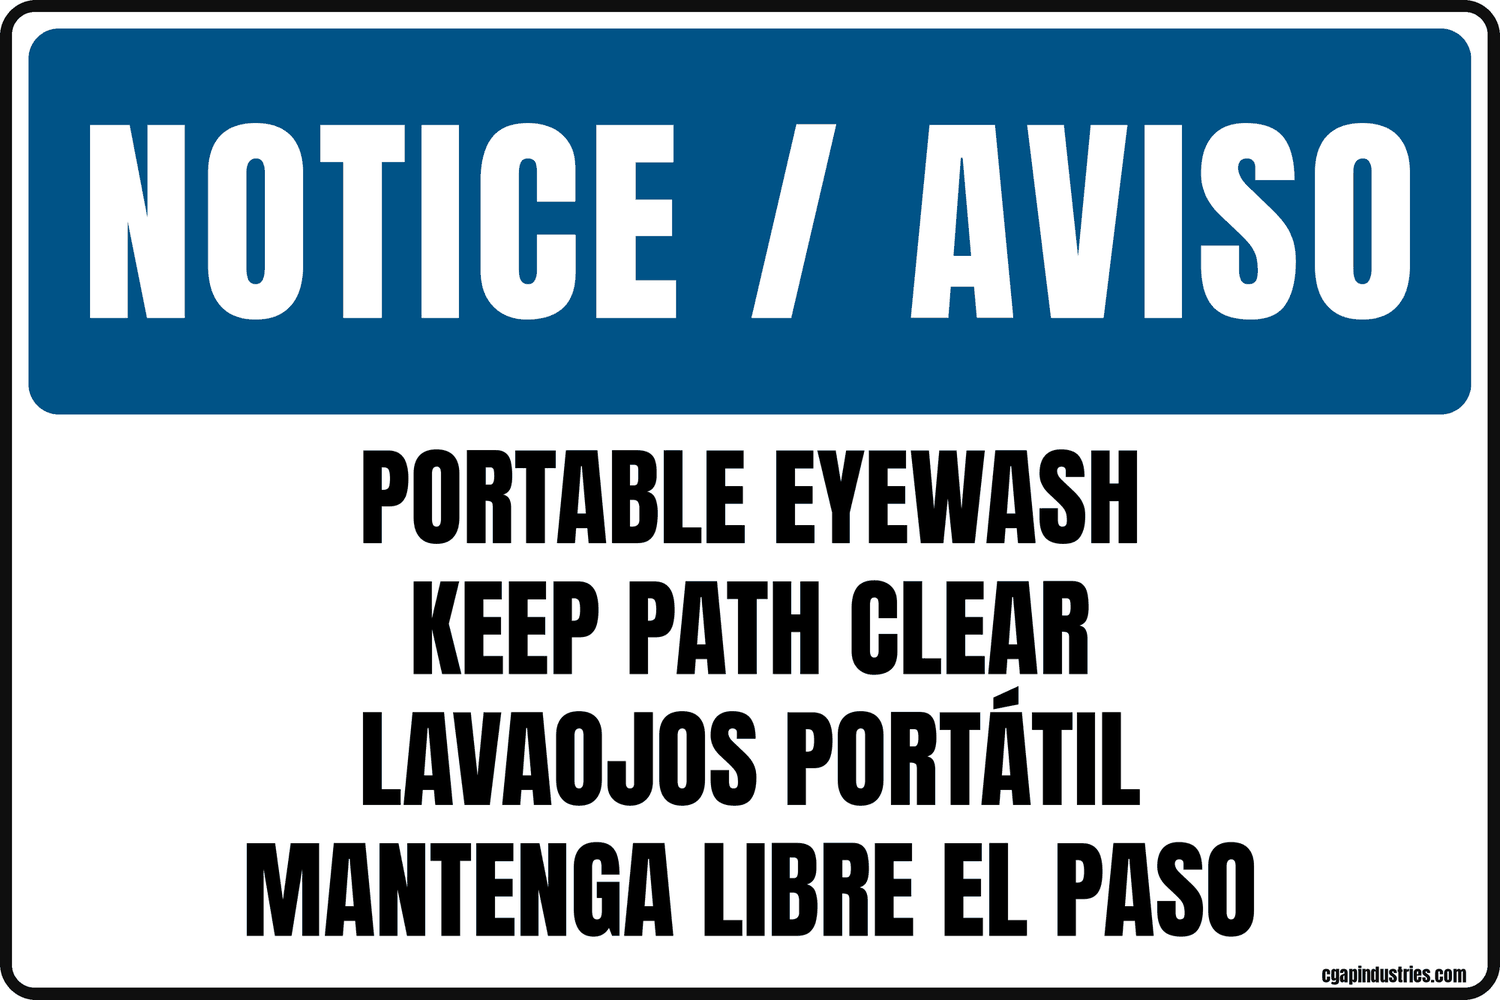 NOTICE / AVISO
PORTABLE EYEWASH
KEEP PATH CLEAR
LAVAOJOS PORTÁTIL
MANTENGA LIBRE EL PASO
cgapindustries.com